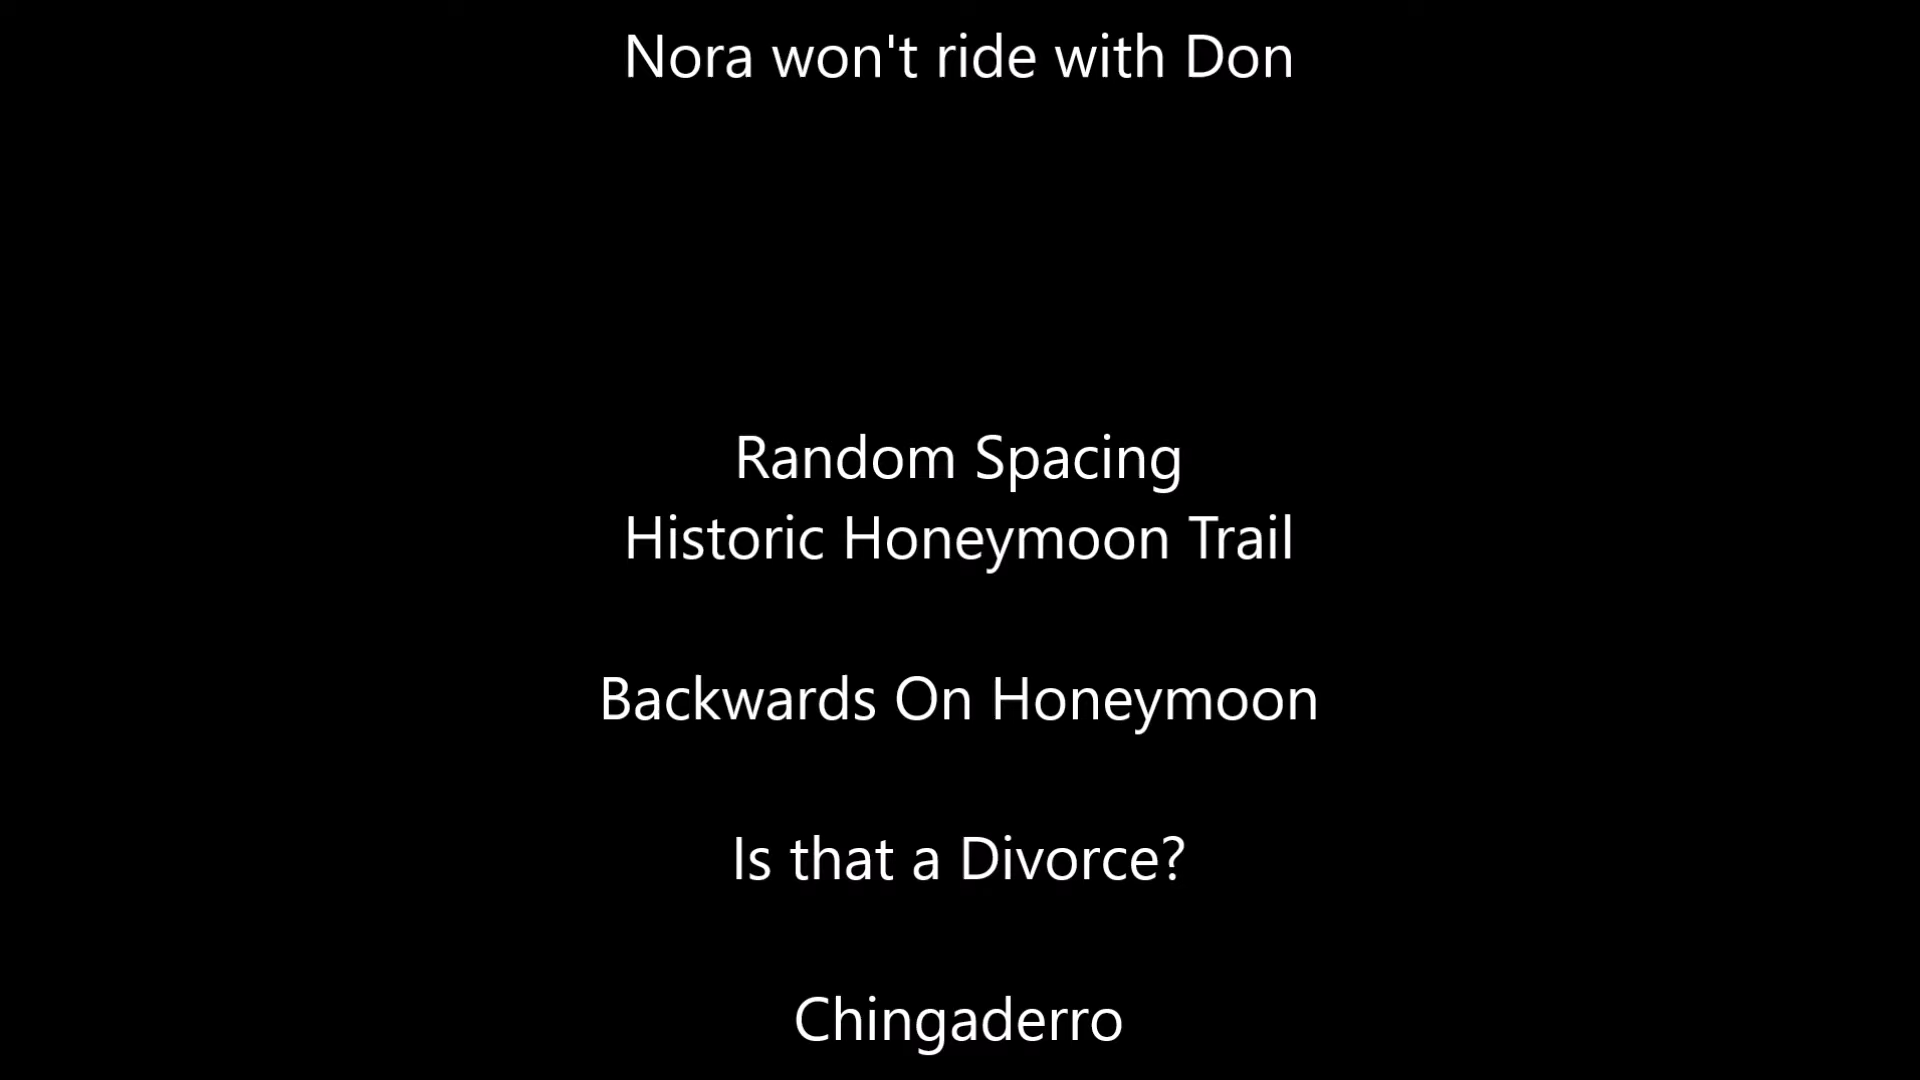 Nora won't ride with Don
Random Spacing
Historic Honeymoon Trail
Backwards On Honeymoon
Is that a Divorce?
Chingaderro